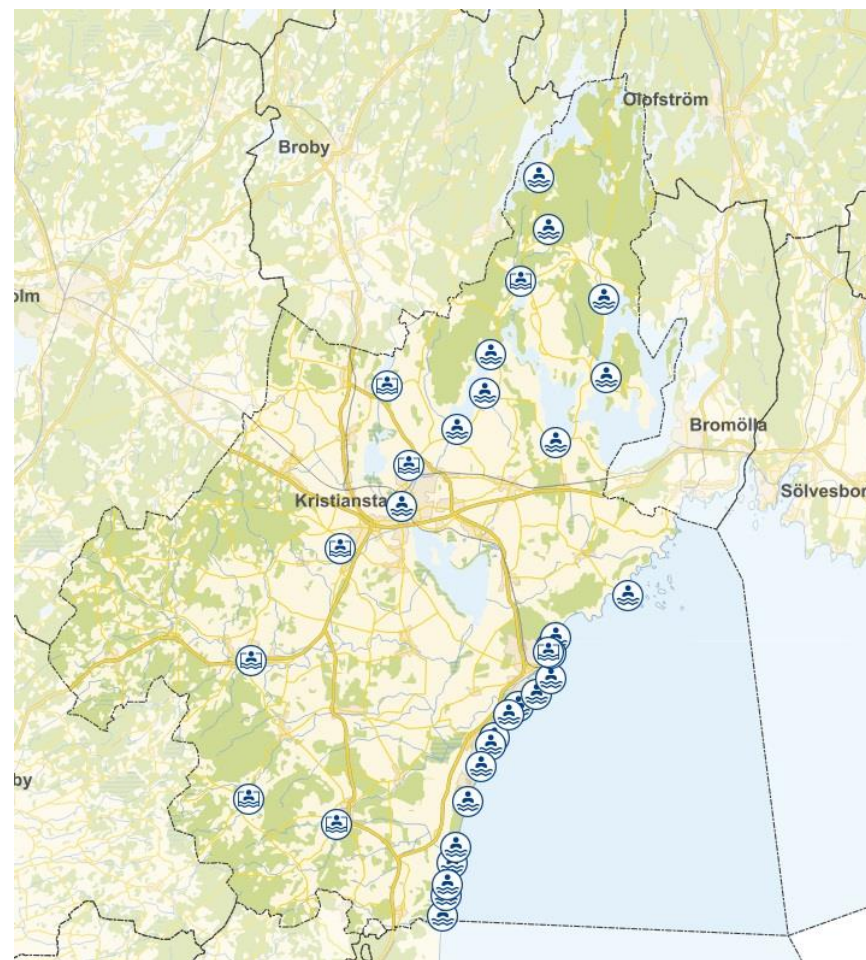 Olofström
Broby
olm
Bromölla
Kristiansta
Sölvesbor
by